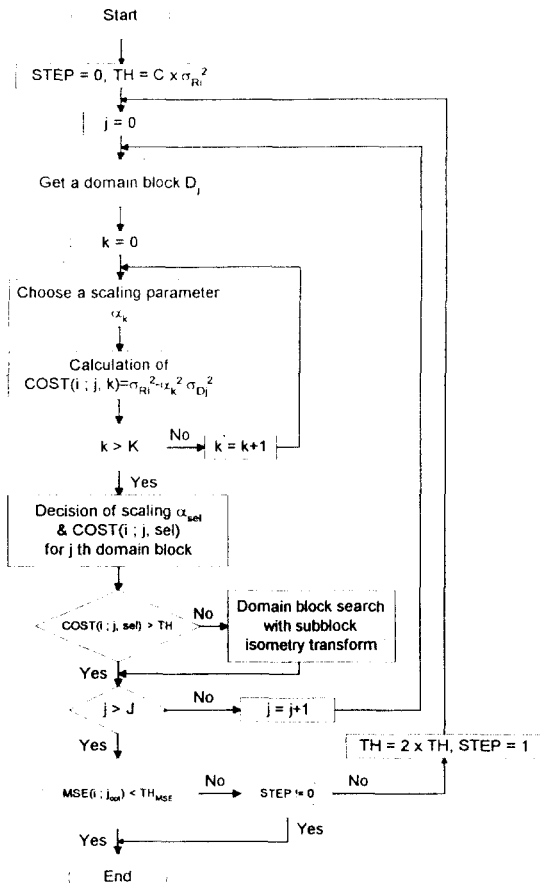 Start
STEP = 0, TH = C x σRi²
j = 0
Get a domain block Dj
k = 0
Choose a scaling parameter
αk
Calculation of
COST(i ; j, k)=σRi²-αk² σDj²
k > K
No
k = k+1
Yes
Decision of scaling αsel
& COST(i ; j, sel)
for j th domain block
COST(i ; j, sel) > TH
No
Domain block search
with subblock
isometry transform
Yes
j > J
No
j = j+1
Yes
TH = 2 x TH, STEP = 1
MSE(i ; jopt) < THMSE
No
STEP != 0
No
Yes
Yes
End